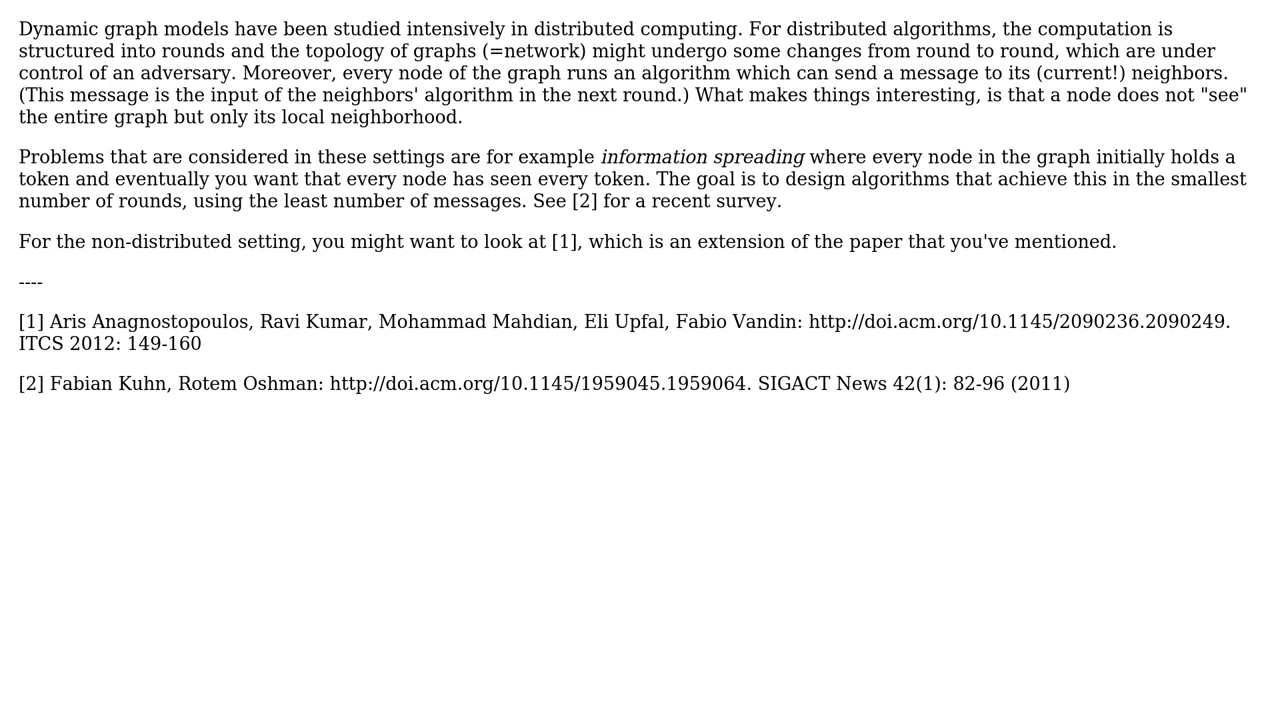 Dynamic graph models have been studied intensively in distributed computing. For distributed algorithms, the computation is
structured into rounds and the topology of graphs (=network) might undergo some changes from round to round, which are under
control of an adversary. Moreover, every node of the graph runs an algorithm which can send a message to its (current!) neighbors.
(This message is the input of the neighbors' algorithm in the next round.) What makes things interesting, is that a node does not "see"
the entire graph but only its local neighborhood.
Problems that are considered in these settings are for example information spreading where every node in the graph initially holds a
token and eventually you want that every node has seen every token. The goal is to design algorithms that achieve this in the smallest
number of rounds, using the least number of messages. See [2] for a recent survey.
For the non-distributed setting, you might want to look at [1], which is an extension of the paper that you've mentioned.
----
[1] Aris Anagnostopoulos, Ravi Kumar, Mohammad Mahdian, Eli Upfal, Fabio Vandin: http://doi.acm.org/10.1145/2090236.2090249.
ITCS 2012: 149-160
[2] Fabian Kuhn, Rotem Oshman: http://doi.acm.org/10.1145/1959045.1959064. SIGACT News 42(1): 82-96 (2011)